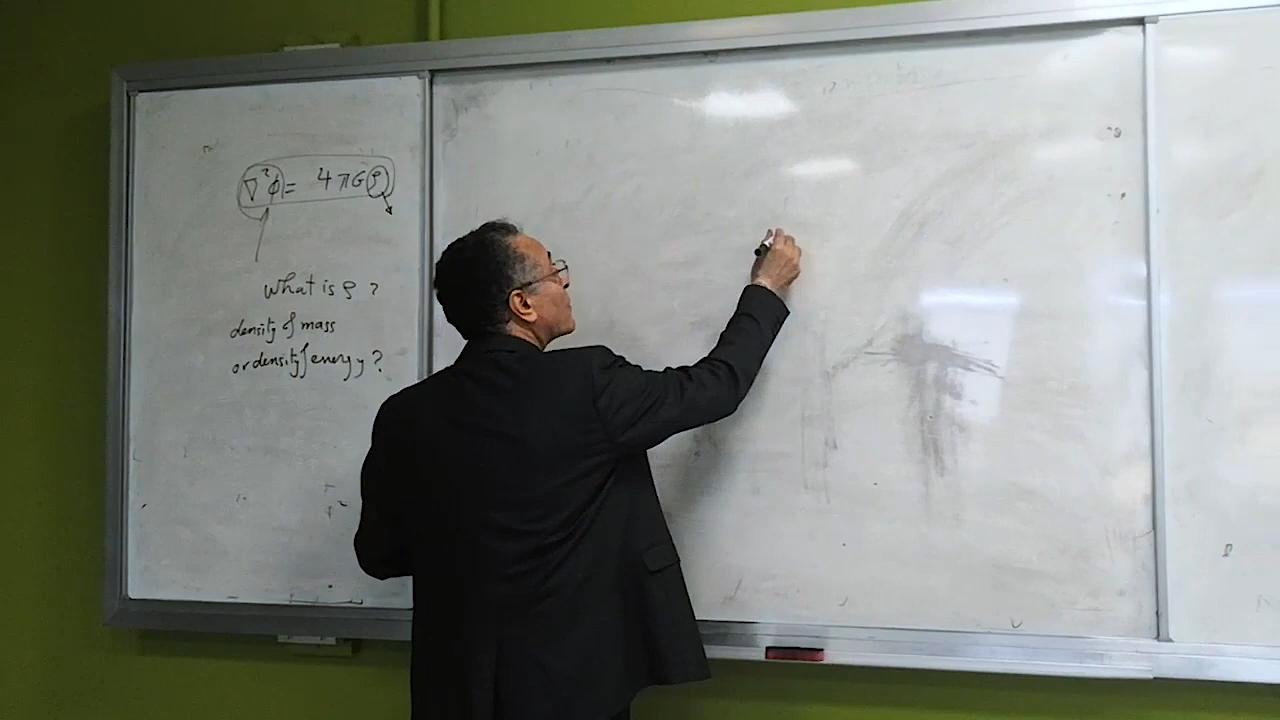 ∇²φ = 4πGρ
What is ρ ?
density of mass
or density of energy ?